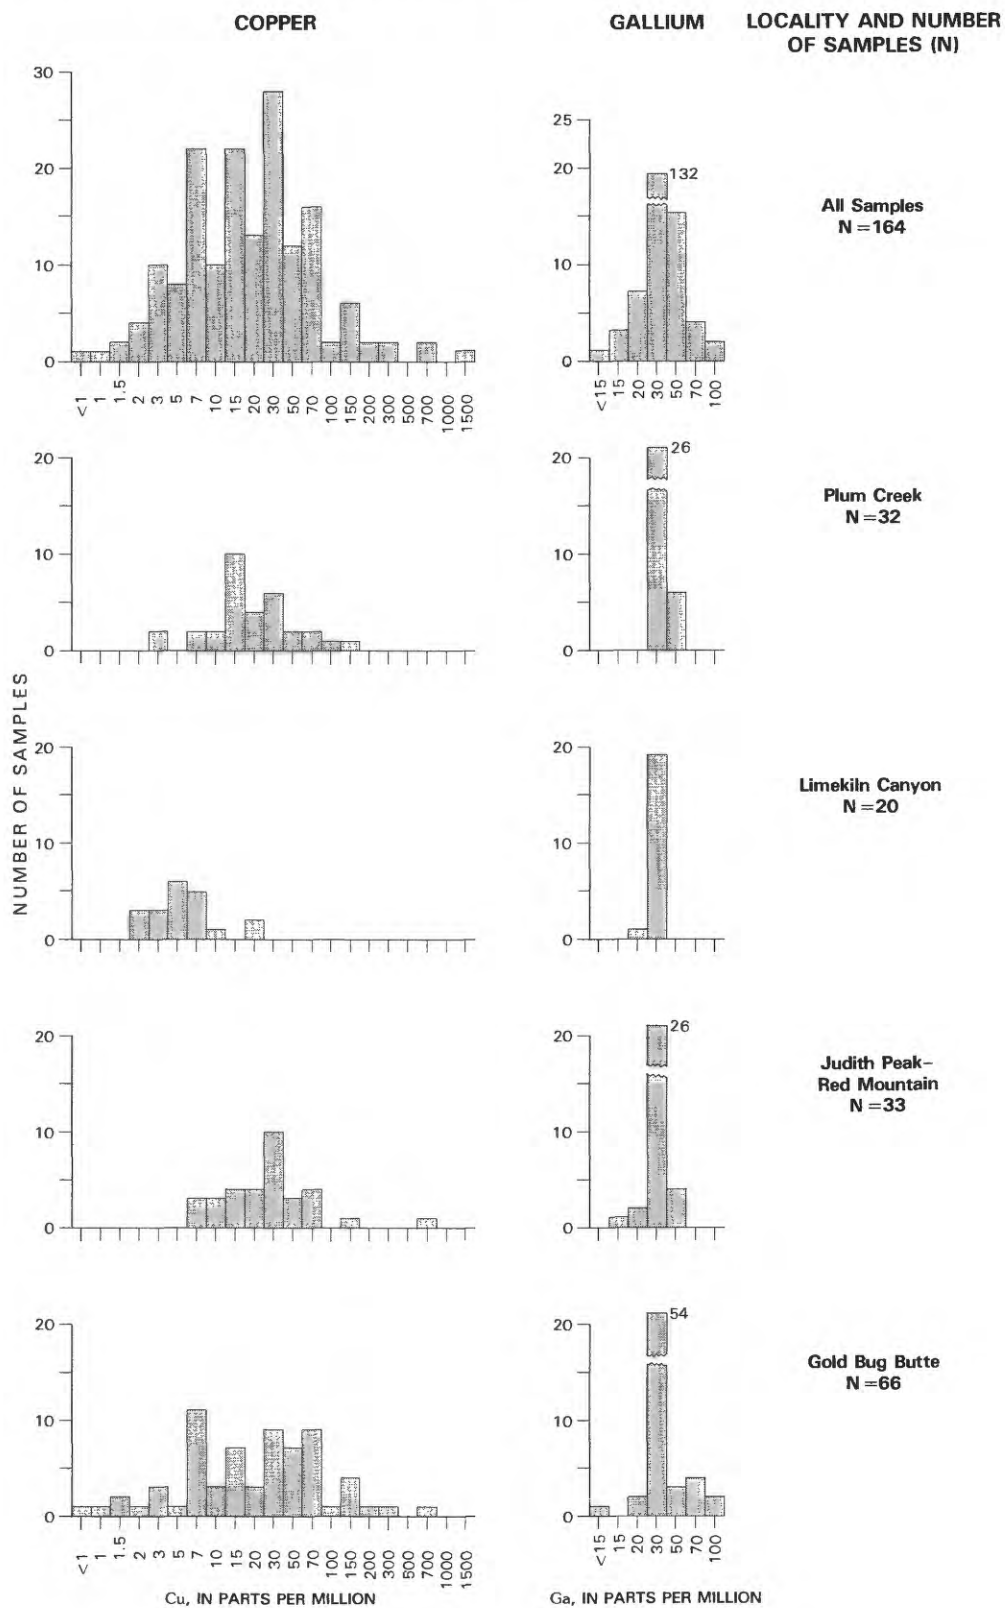 COPPER
GALLIUM
LOCALITY AND NUMBER
OF SAMPLES (N)
NUMBER OF SAMPLES
30
20
10
0
<1 1 1.5 2 3 5 7 10 15 20 30 50 70 100 150 200 300 500 700 1000 1500
25
20
10
0
132
<15 15 20 30 50 70 100
All Samples
N=164
20
10
0
20
10
0
26
Plum Creek
N=32
20
10
0
20
10
0
Limekiln Canyon
N=20
20
10
0
20
10
0
26
Judith Peak–
Red Mountain
N=33
20
10
0
<1 1 1.5 2 3 5 7 10 15 20 30 50 70 100 150 200 300 500 700 1000 1500
Cu, IN PARTS PER MILLION
20
10
0
54
<15 15 20 30 50 70 100
Ga, IN PARTS PER MILLION
Gold Bug Butte
N=66